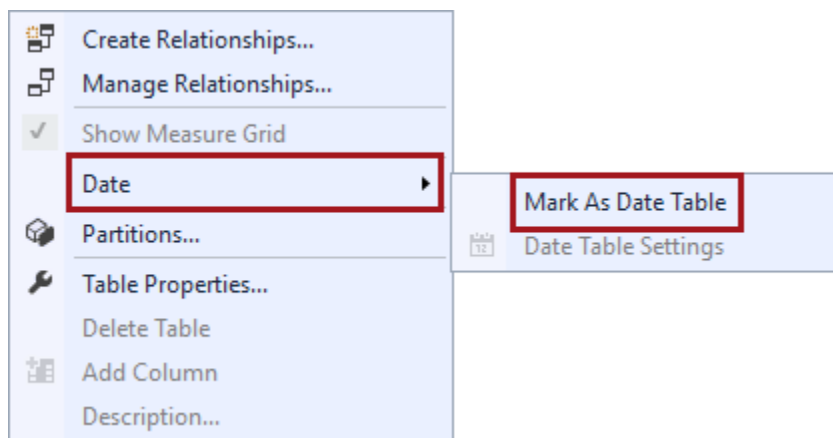 Create Relationships...
Manage Relationships...
Show Measure Grid
Date
Mark As Date Table
Partitions...
Date Table Settings
12
Table Properties...
Delete Table
Add Column
Description...